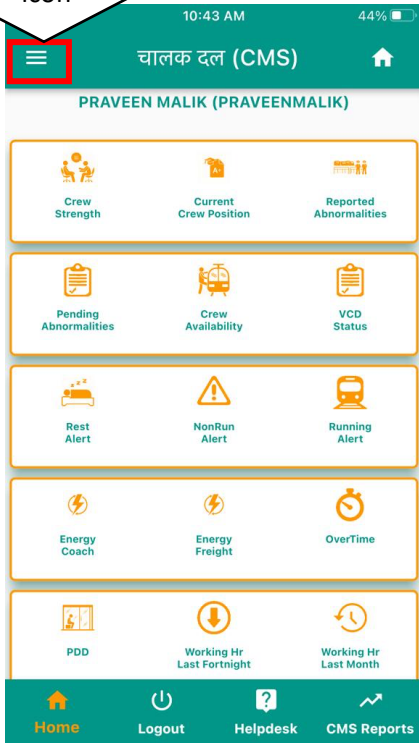 icon
10:43 AM 44%
चालक दल (CMS)
PRAVEEN MALIK (PRAVEENMALIK)
Crew Strength
Current Crew Position
Reported Abnormalities
Pending Abnormalities
Crew Availability
VCD Status
Rest Alert
NonRun Alert
Running Alert
Energy Coach
Energy Freight
OverTime
PDD
Working Hr Last Fortnight
Working Hr Last Month
Home Logout Helpdesk CMS Reports